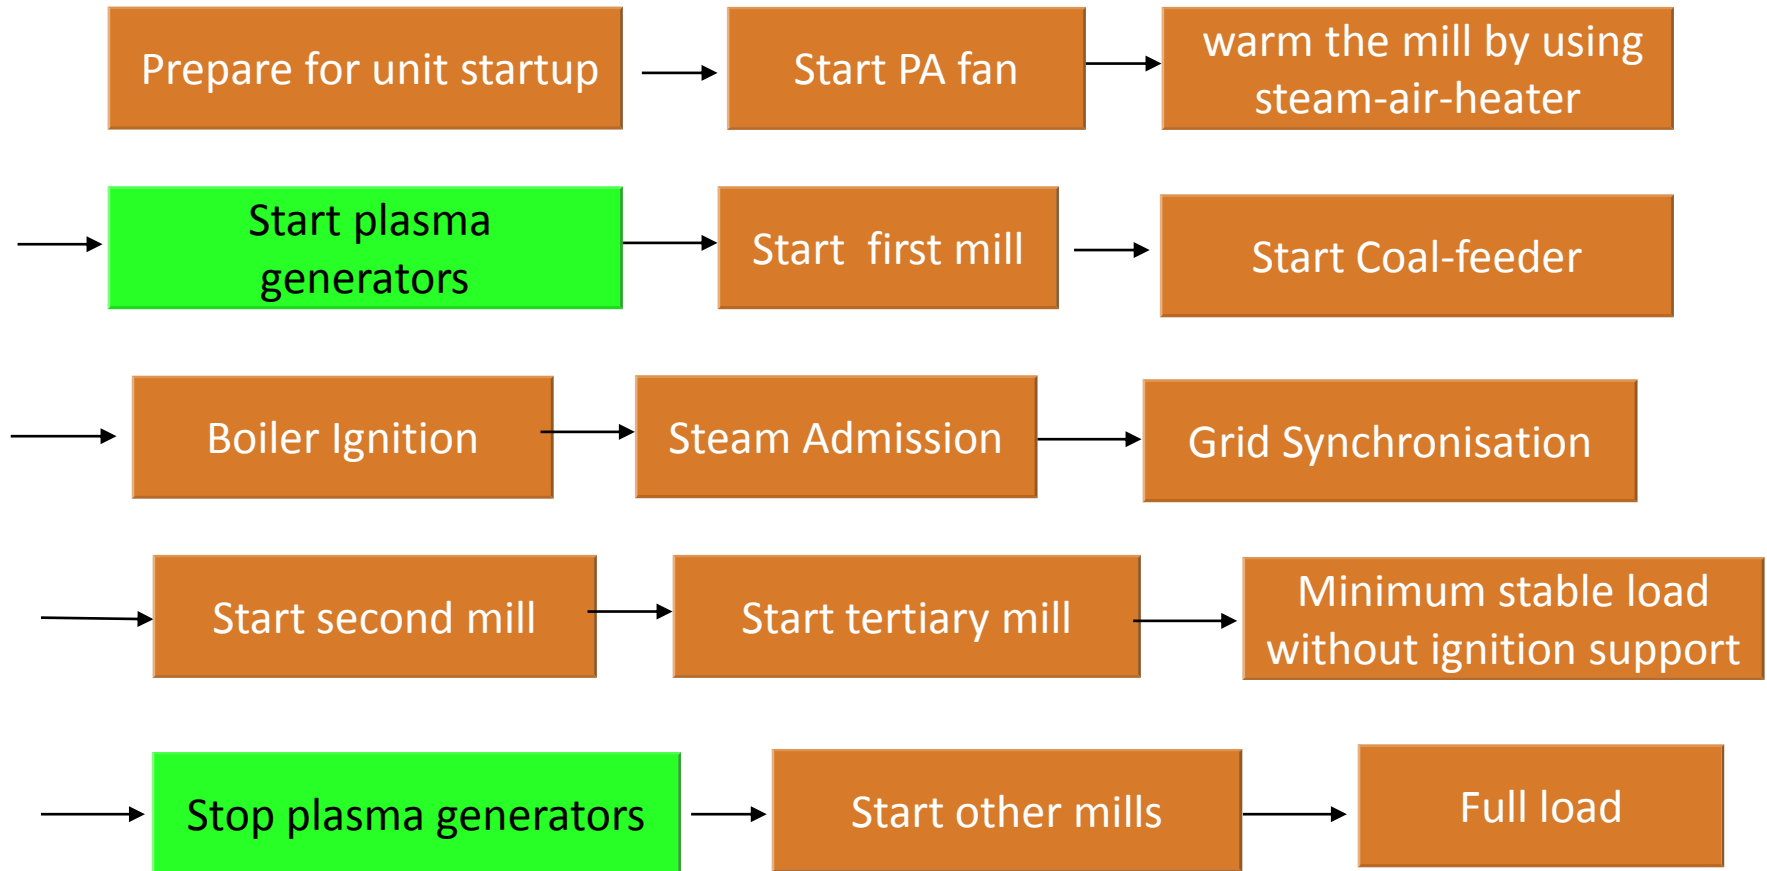 Prepare for unit startup
Start PA fan
warm the mill by using
steam-air-heater
Start plasma
generators
Start first mill
Start Coal-feeder
Boiler Ignition
Steam Admission
Grid Synchronisation
Start second mill
Start tertiary mill
Minimum stable load
without ignition support
Stop plasma generators
Start other mills
Full load